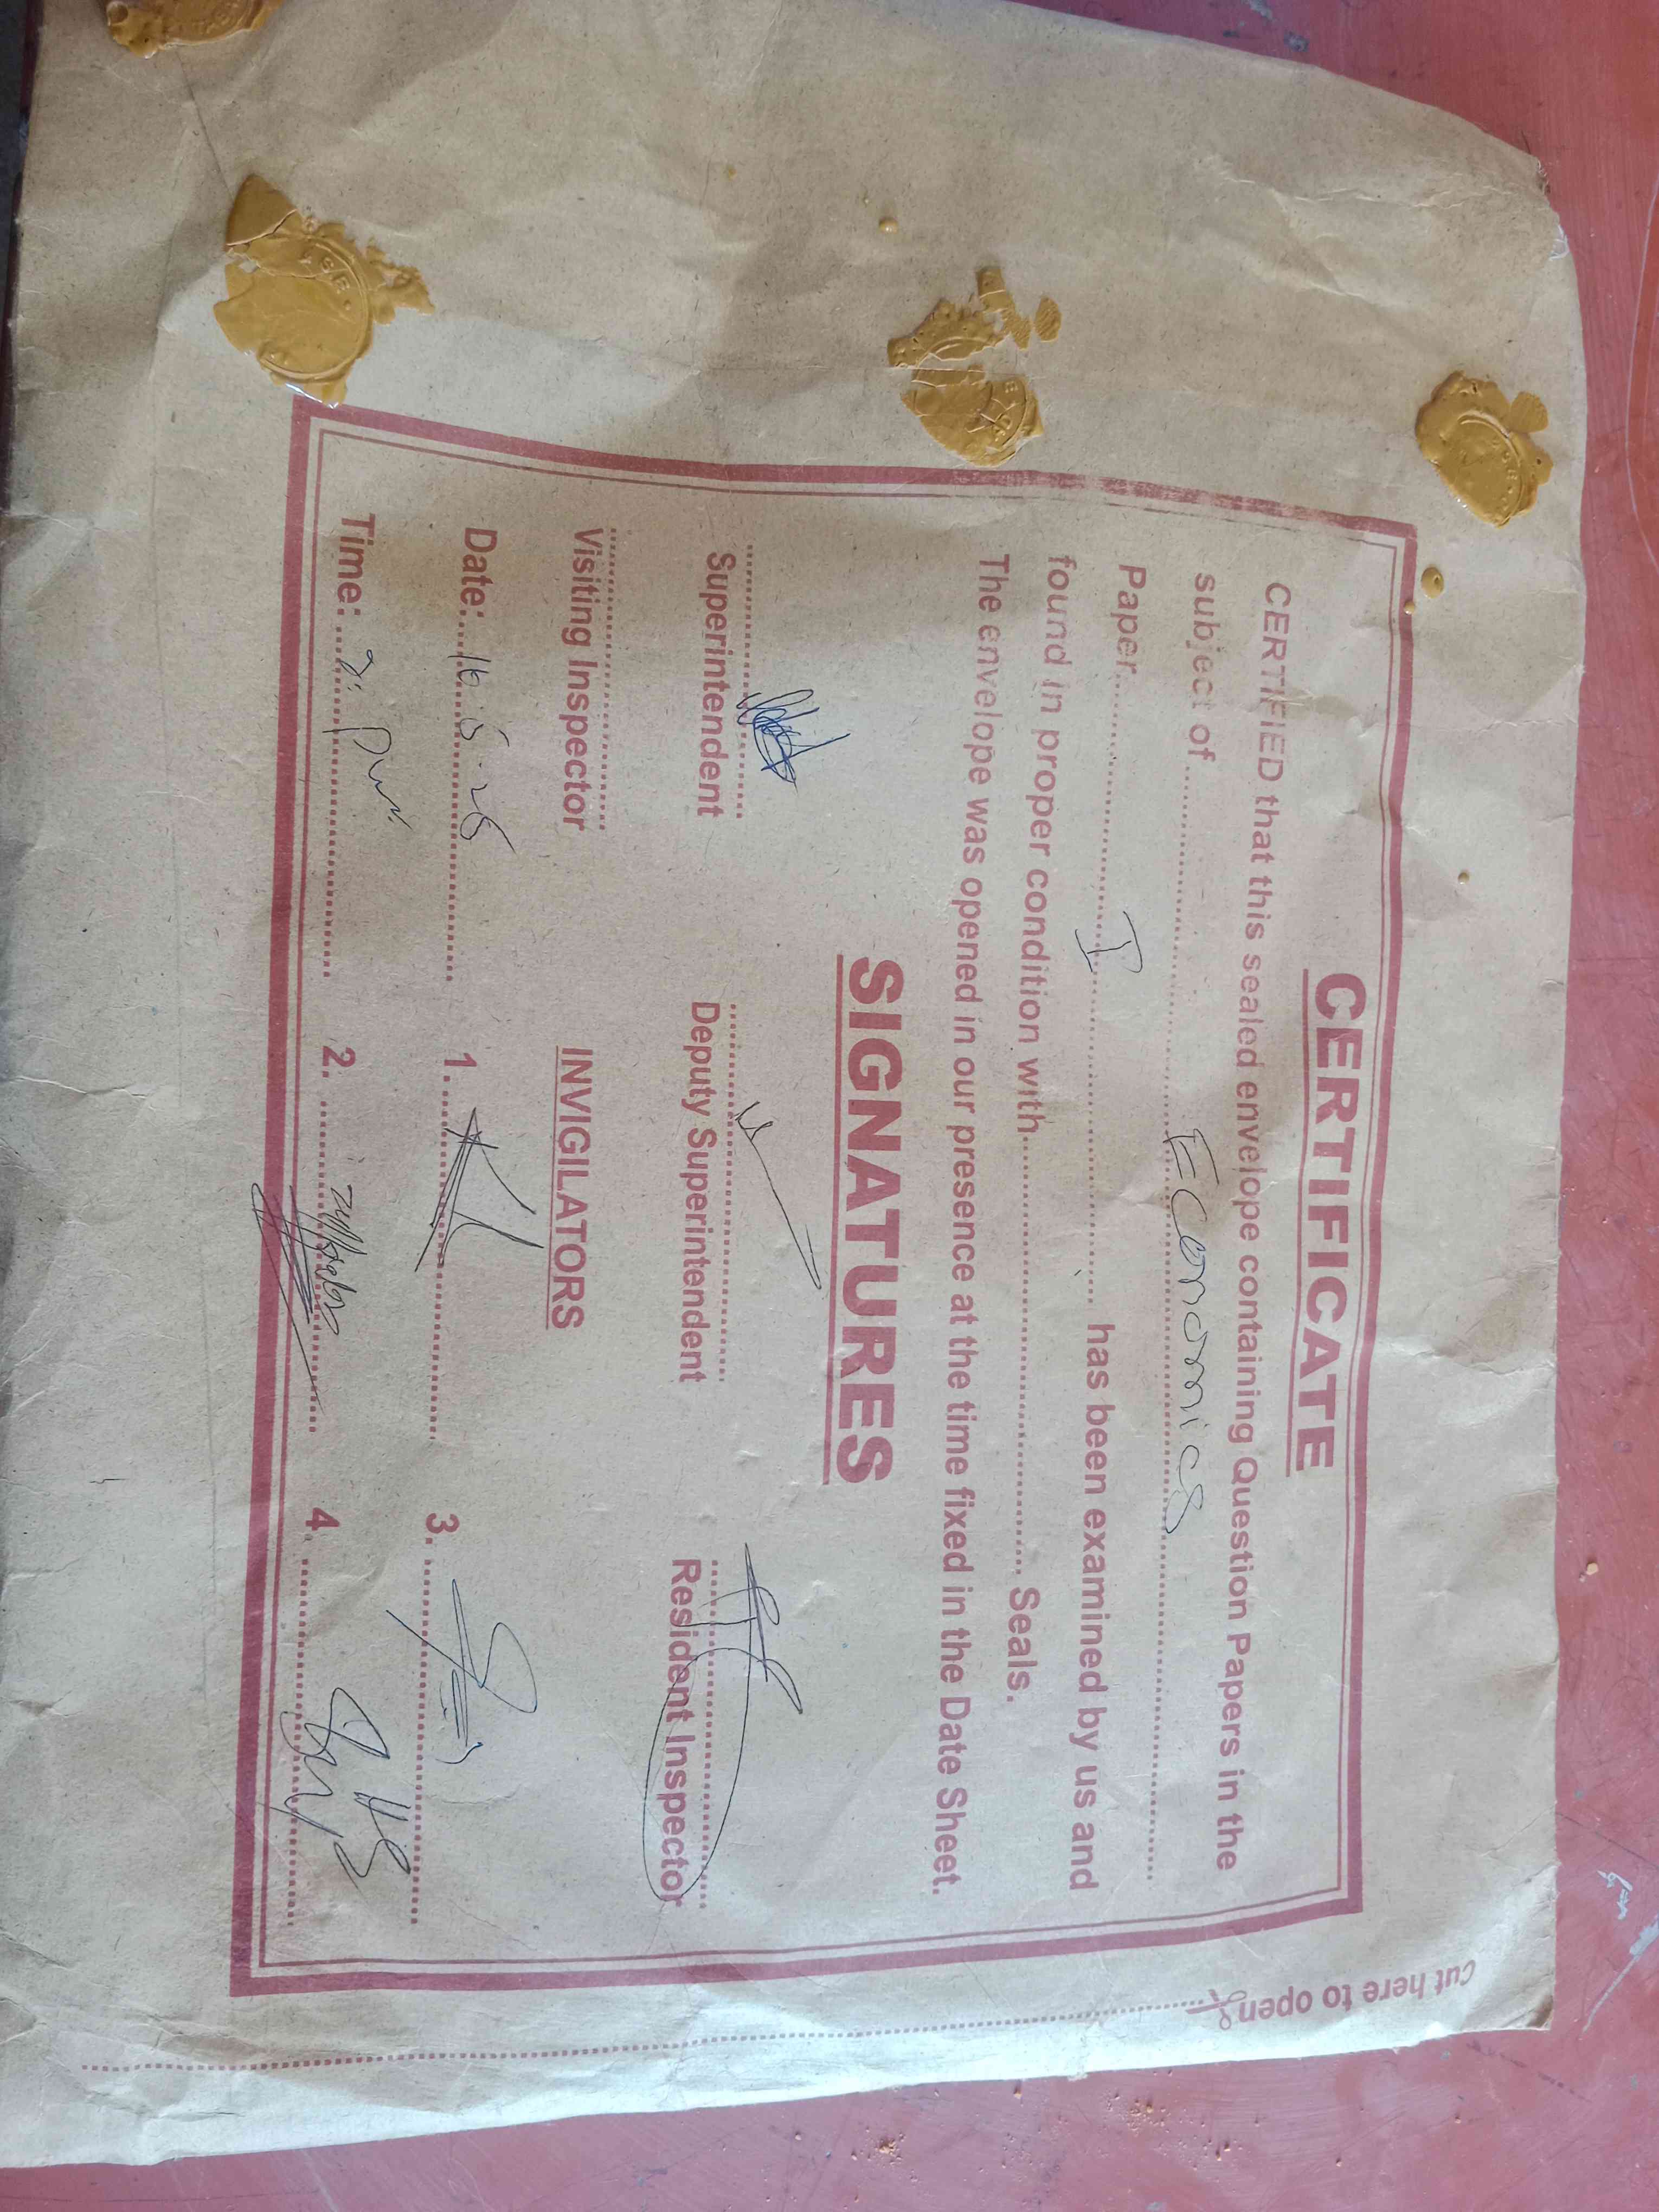 CERTIFICATE
CERTIFIED that this sealed envelope containing Question Papers in the
subject of.......... Economics ..........
Paper.......... I .......... has been examined by us and
found in proper condition with.......... Seals.
The envelope was opened in our presence at the time fixed in the Date Sheet.
SIGNATURES
Superintendent Deputy Superintendent Resident Inspector
Visiting Inspector INVIGILATORS
Date: 1. 3.
Time: 2. 4.
Cut here to open